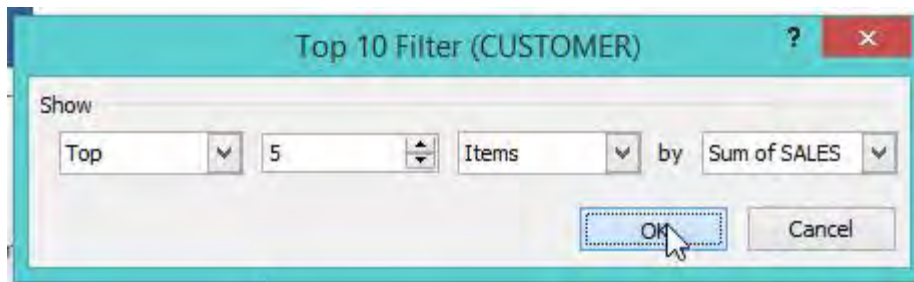 Top 10 Filter (CUSTOMER) ?
Show
Top 5 Items by Sum of SALES
OK Cancel